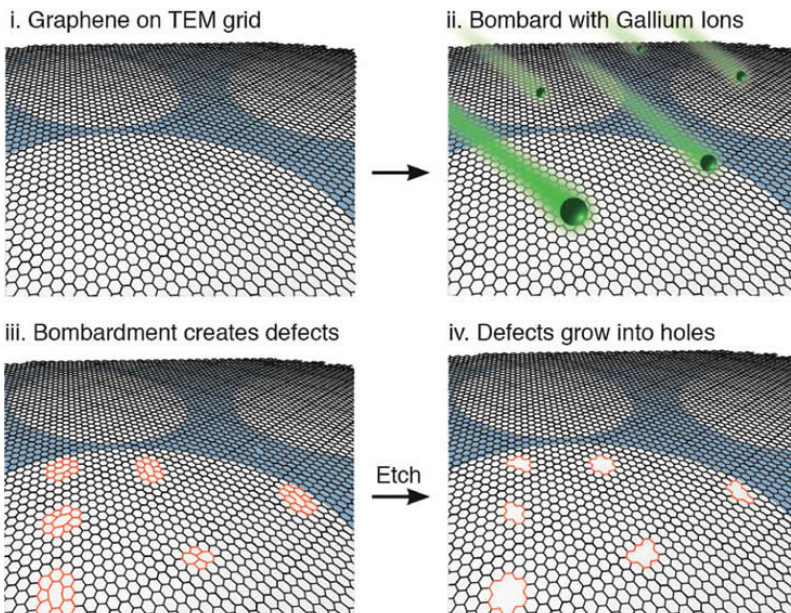 i. Graphene on TEM grid
ii. Bombard with Gallium Ions
iii. Bombardment creates defects
iv. Defects grow into holes
Etch